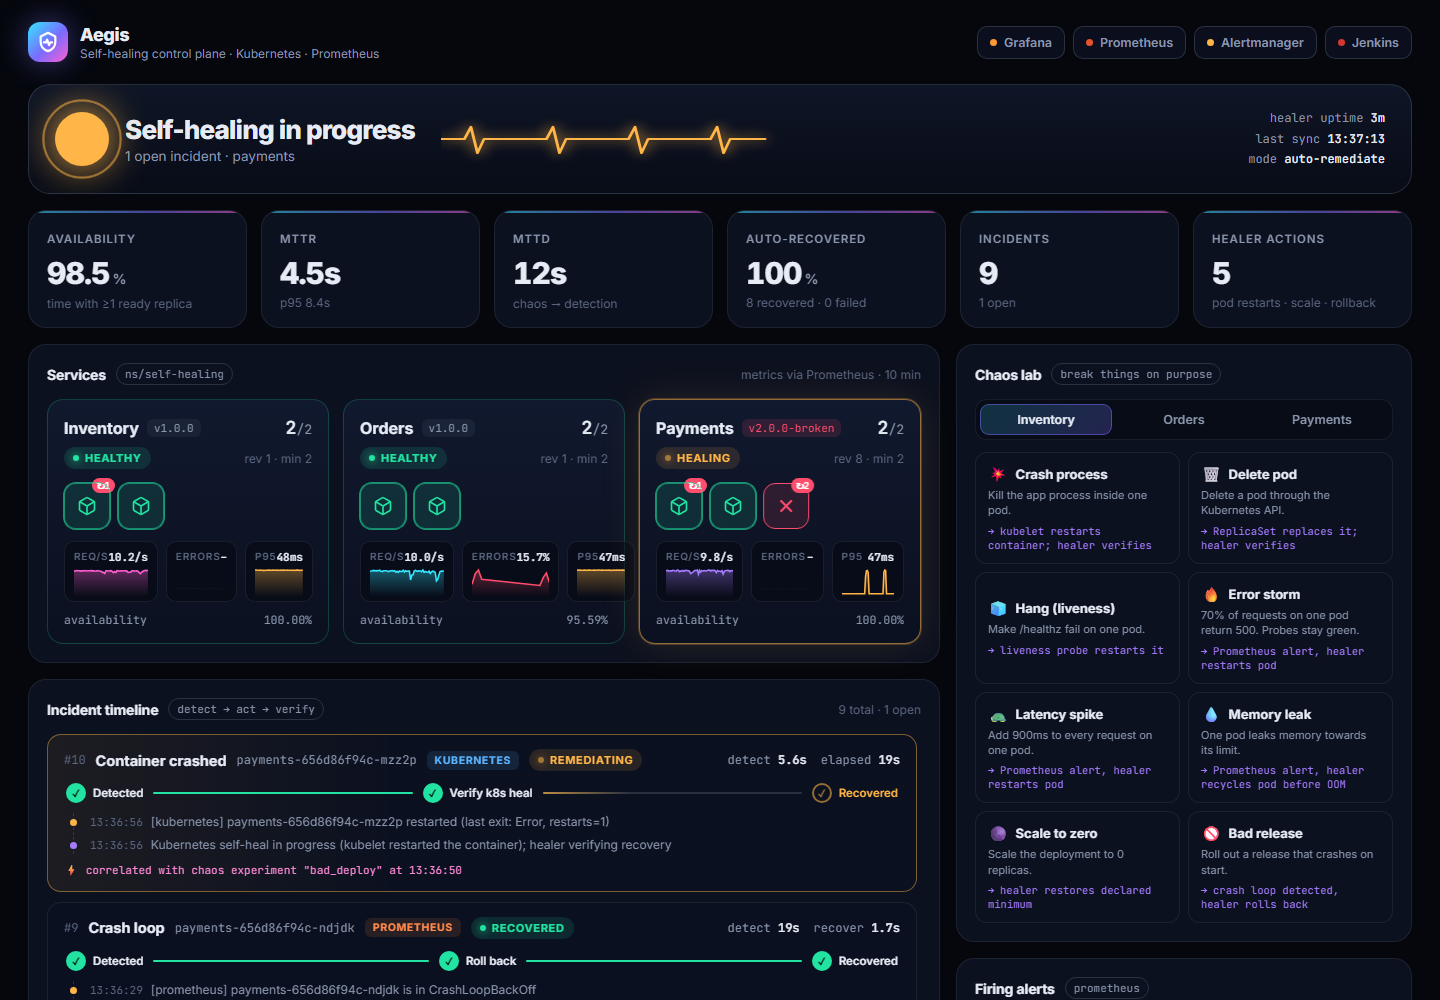 Aegis
Self-healing control plane · Kubernetes · Prometheus
Grafana
Prometheus
Alertmanager
Jenkins
Self-healing in progress
1 open incident · payments
healer uptime 3m
last sync 13:37:13
mode auto-remediate
AVAILABILITY
98.5%
time with ≥1 ready replica
MTTR
4.5s
p95 8.4s
MTTD
12s
chaos → detection
AUTO-RECOVERED
100%
8 recovered · 0 failed
INCIDENTS
9
1 open
HEALER ACTIONS
5
pod restarts · scale · rollback
Services ns/self-healing
metrics via Prometheus · 10 min
Inventory v1.0.0 2/2
HEALTHY rev 1 · min 2
↻1
REQ/S 10.2/s ERRORS – P95 48ms
availability 100.00%
Orders v1.0.0 2/2
HEALTHY rev 1 · min 2
REQ/S 10.0/s ERRORS 15.7% P95 47ms
availability 95.59%
Payments v2.0.0-broken 2/2
HEALING rev 8 · min 2
↻1 ↻2
REQ/S 9.8/s ERRORS – P95 47ms
availability 100.00%
Incident timeline detect → act → verify
9 total · 1 open
#10 Container crashed payments-656d86f94c-mzz2p KUBERNETES REMEDIATING detect 5.6s elapsed 19s
Detected Verify k8s heal Recovered
13:36:56 [kubernetes] payments-656d86f94c-mzz2p restarted (last exit: Error, restarts=1)
13:36:56 Kubernetes self-heal in progress (kubelet restarted the container); healer verifying recovery
correlated with chaos experiment "bad_deploy" at 13:36:50
#9 Crash loop payments-656d86f94c-ndjdk PROMETHEUS RECOVERED detect 19s recover 1.7s
Detected Roll back Recovered
13:36:29 [prometheus] payments-656d86f94c-ndjdk is in CrashLoopBackOff
Chaos lab break things on purpose
Inventory Orders Payments
Crash process
Kill the app process inside one
pod.
→ kubelet restarts
container; healer verifies
Delete pod
Delete a pod through the
Kubernetes API.
→ ReplicaSet replaces it;
healer verifies
Hang (liveness)
Make /healthz fail on one pod.
→ liveness probe restarts it
Error storm
70% of requests on one pod
return 500. Probes stay green.
→ Prometheus alert, healer
restarts pod
Latency spike
Add 900ms to every request on
one pod.
→ Prometheus alert, healer
restarts pod
Memory leak
One pod leaks memory towards
its limit.
→ Prometheus alert, healer
recycles pod before OOM
Scale to zero
Scale the deployment to 0
replicas.
→ healer restores declared
minimum
Bad release
Roll out a release that crashes on
start.
→ crash loop detected,
healer rolls back
Firing alerts prometheus